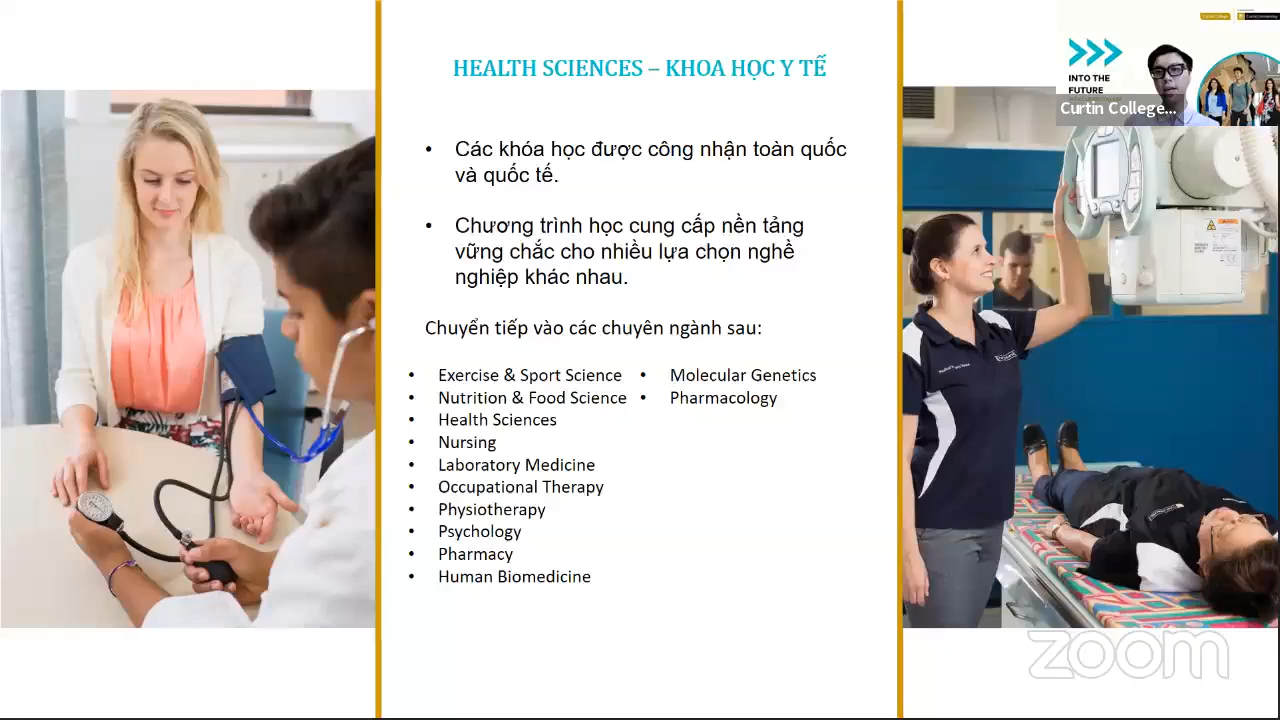 HEALTH SCIENCES – KHOA HỌC Y TẾ
• Các khóa học được công nhận toàn quốc
và quốc tế.
• Chương trình học cung cấp nền tảng
vững chắc cho nhiều lựa chọn nghề
nghiệp khác nhau.
Chuyển tiếp vào các chuyên ngành sau:
• Exercise & Sport Science
• Nutrition & Food Science
• Health Sciences
• Nursing
• Laboratory Medicine
• Occupational Therapy
• Physiotherapy
• Psychology
• Pharmacy
• Human Biomedicine
• Molecular Genetics
• Pharmacology
INTO THE
FUTURE
Curtin College...
zoom